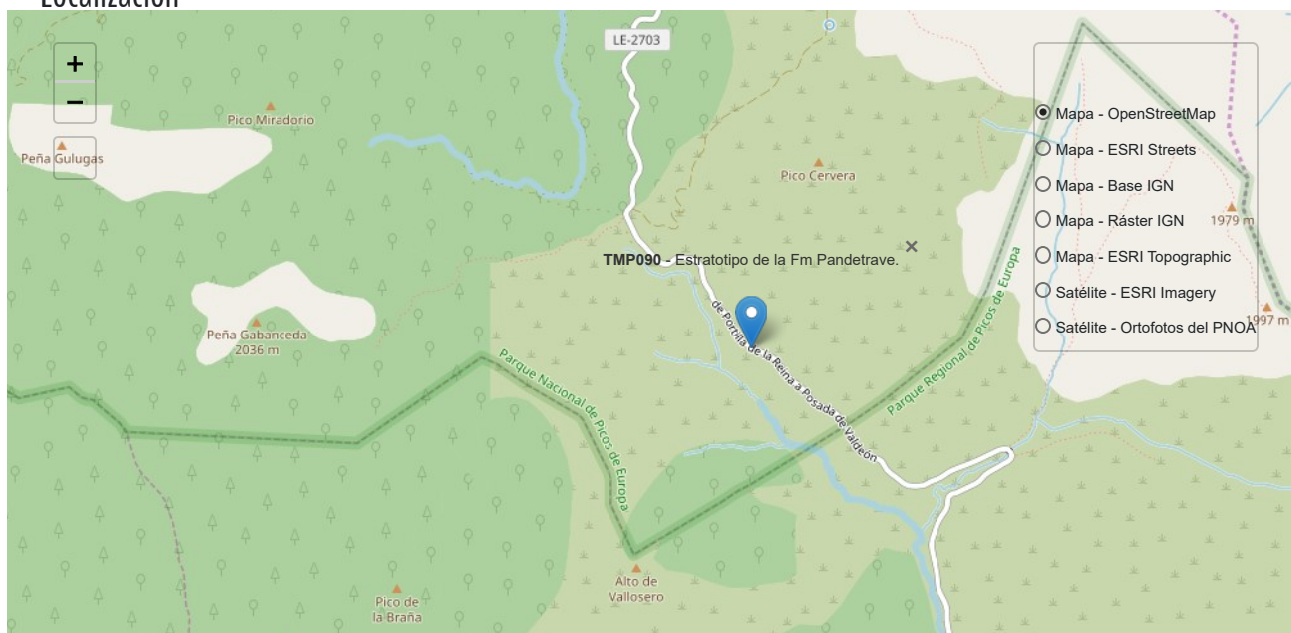 Localización
LE-2703
+
−
Pico Miradorio
Peña Gulugas
Pico Cervera
Mapa - OpenStreetMap
Mapa - ESRI Streets
Mapa - Base IGN
Mapa - Ráster IGN
Mapa - ESRI Topographic
Satélite - ESRI Imagery
Satélite - Ortofotos del PNOA
1979 m
1997 m
TMP090 - Estratotipo de la Fm Pandetrave.
×
de Portilla de la Reina a Posada de Valdeón
Peña Gabanceda
2036 m
Parque Nacional de Picos de Europa
Parque Regional de Picos de Europa
Alto de
Vallosero
Pico de
la Braña